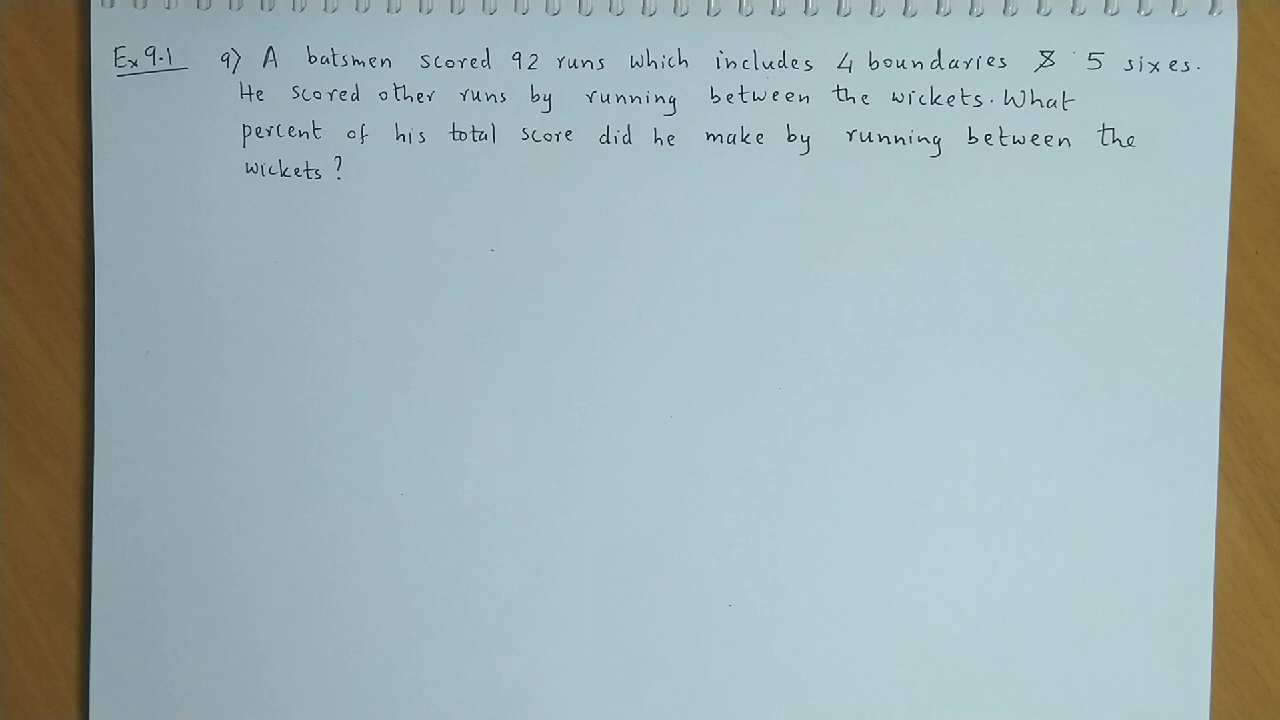 Ex 9.1 9) A batsmen scored 92 runs which includes 4 boundaries & 5 sixes.
He scored other runs by running between the wickets. What
percent of his total score did he make by running between the
wickets?